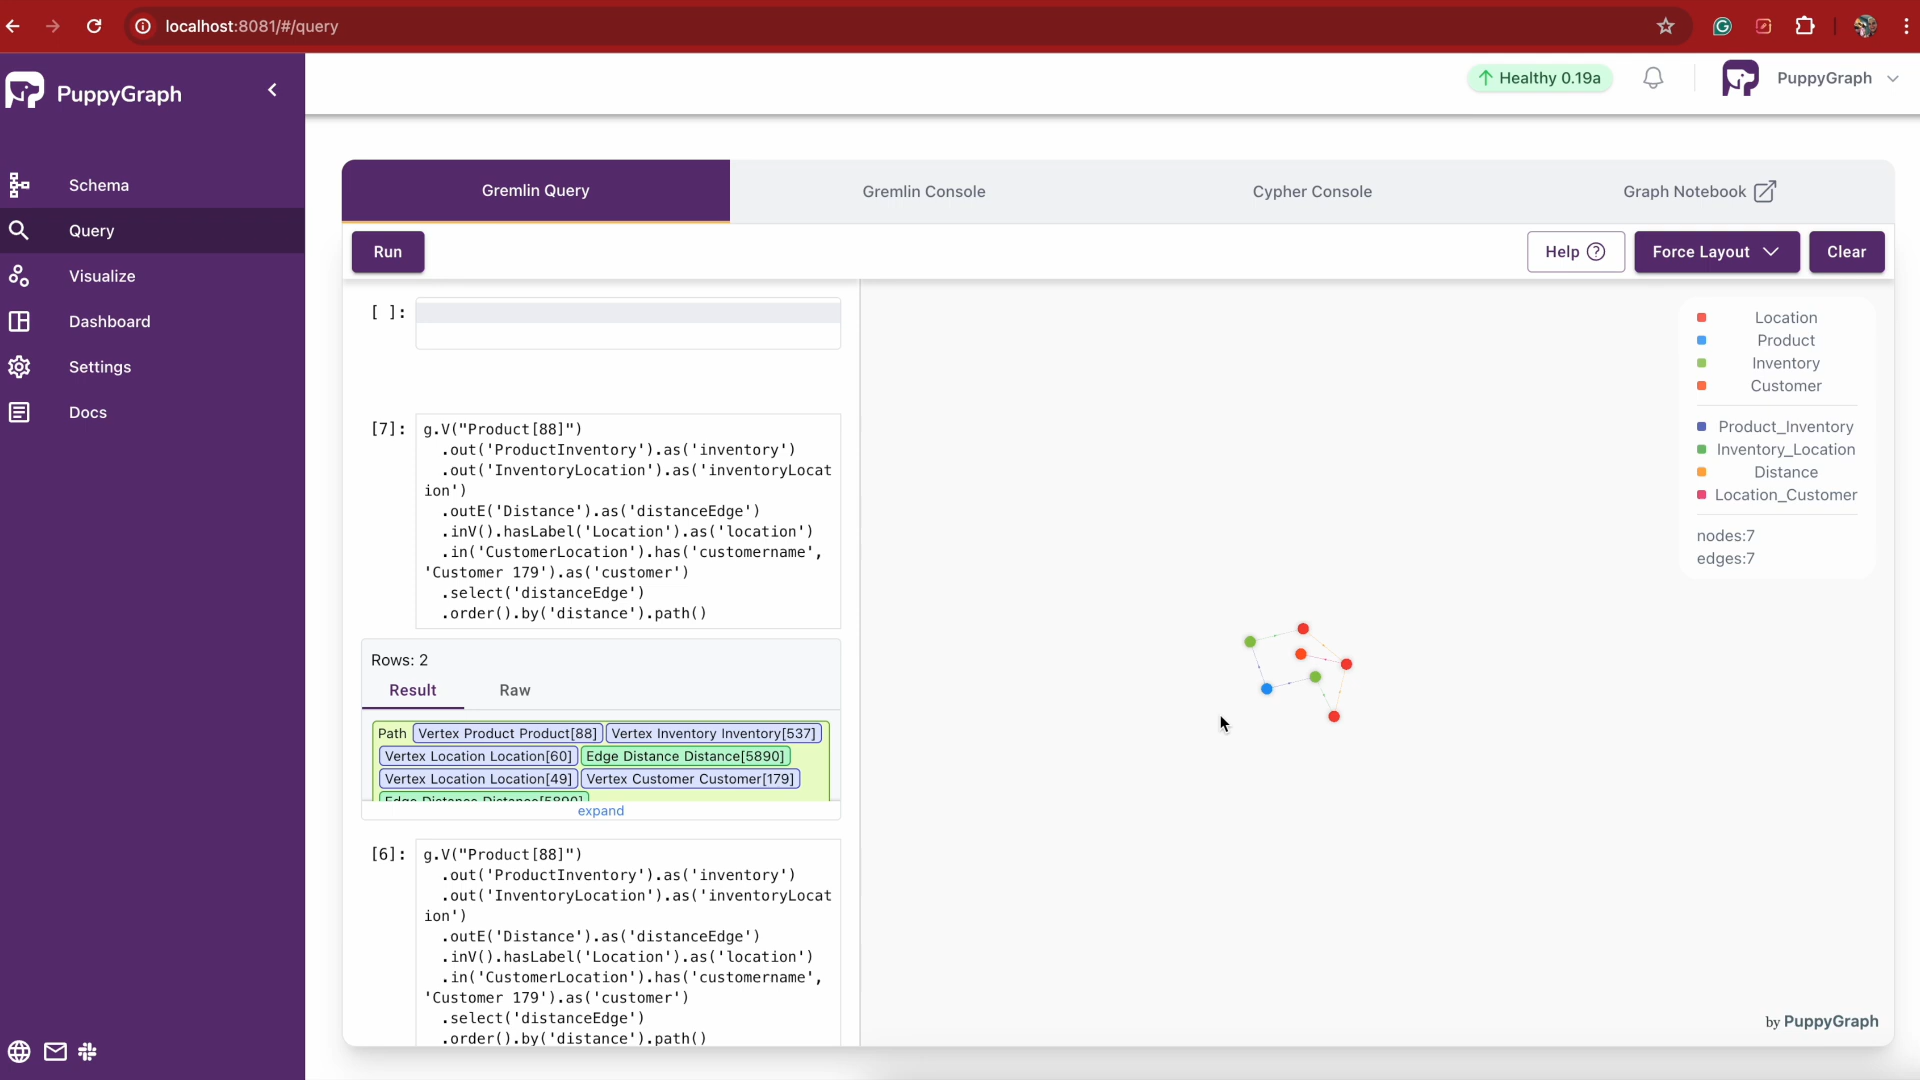 localhost:8081/#/query
PuppyGraph
Healthy 0.19a
PuppyGraph
Schema
Query
Visualize
Dashboard
Settings
Docs
Gremlin Query
Gremlin Console
Cypher Console
Graph Notebook
Run
Help
Force Layout
Clear
[ ]:
[7]:
g.V("Product[88]")
.out('ProductInventory').as('inventory')
.out('InventoryLocation').as('inventoryLocat
ion')
.outE('Distance').as('distanceEdge')
.inV().hasLabel('Location').as('location')
.in('CustomerLocation').has('customername',
'Customer 179').as('customer')
.select('distanceEdge')
.order().by('distance').path()
Rows: 2
Result Raw
Path Vertex Product Product[88] Vertex Inventory Inventory[537]
Vertex Location Location[60] Edge Distance Distance[5890]
Vertex Location Location[49] Vertex Customer Customer[179]
Edge Distance Distance[5890]
expand
[6]:
g.V("Product[88]")
.out('ProductInventory').as('inventory')
.out('InventoryLocation').as('inventoryLocat
ion')
.outE('Distance').as('distanceEdge')
.inV().hasLabel('Location').as('location')
.in('CustomerLocation').has('customername',
'Customer 179').as('customer')
.select('distanceEdge')
.order().by('distance').path()
Location
Product
Inventory
Customer
Product_Inventory
Inventory_Location
Distance
Location_Customer
nodes:7
edges:7
by PuppyGraph